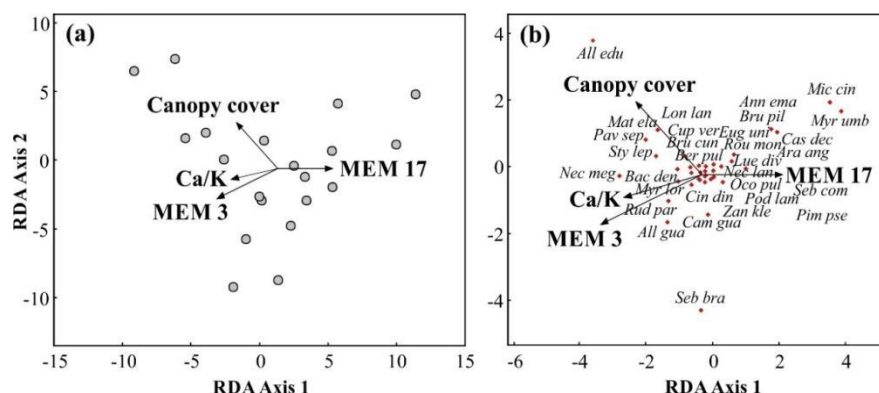 (a)
10
5
0
-5
-10
RDA Axis 2
Canopy cover
MEM 17
Ca/K
MEM 3
-15 -10 -5 0 5 10 15
RDA Axis 1
(b)
4
2
0
-2
-4
All edu
Canopy cover
Mic cin
Ann ema
Bru pil
Myr umb
Mat ela
Lon lan
Pav sep
Cup ver
Eug uni
Cas dec
Bru cun
Rou mon
Ara ang
Sty lep
Ber pul
Lue div
Nec meg
Bac den
Nec lan
MEM 17
Ca/K
Myr lor
Oco pul
Seb com
Cin din
Pod lam
Rud par
Zan kle
Pim pse
MEM 3
All gua
Cam gua
Seb bra
-6 -4 -2 0 2 4
RDA Axis 1